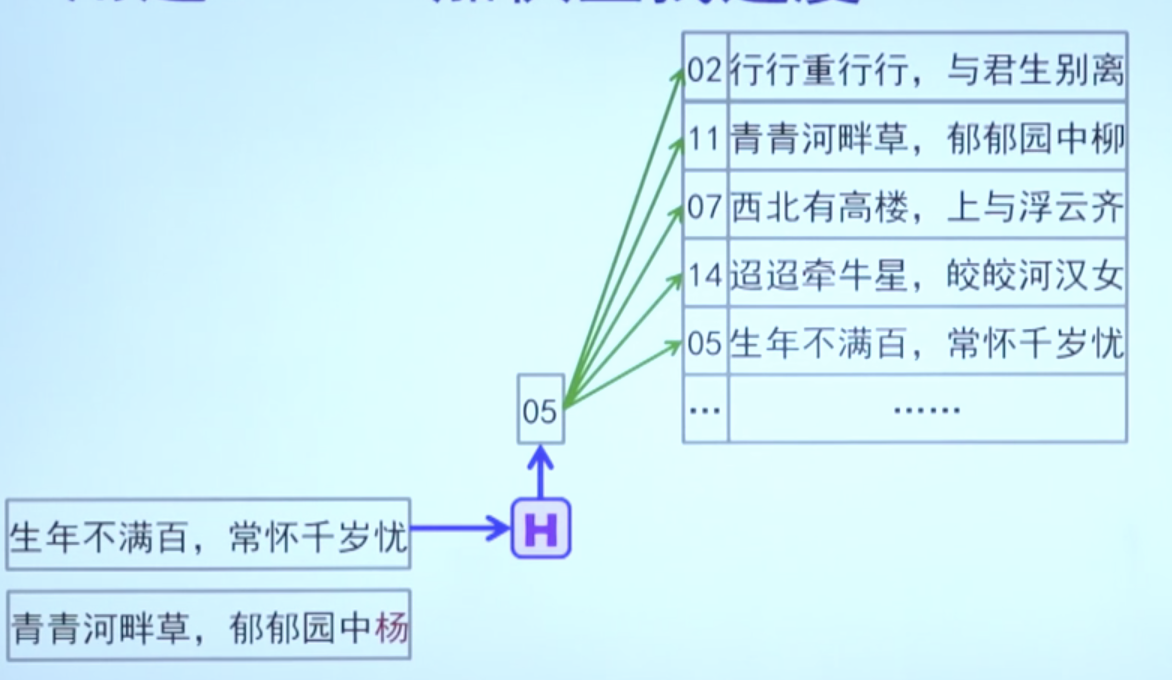 02 行行重行行，与君生别离
11 青青河畔草，郁郁园中柳
07 西北有高楼，上与浮云齐
14 迢迢牵牛星，皎皎河汉女
05 生年不满百，常怀千岁忧
... ......
05
H
生年不满百，常怀千岁忧
青青河畔草，郁郁园中杨